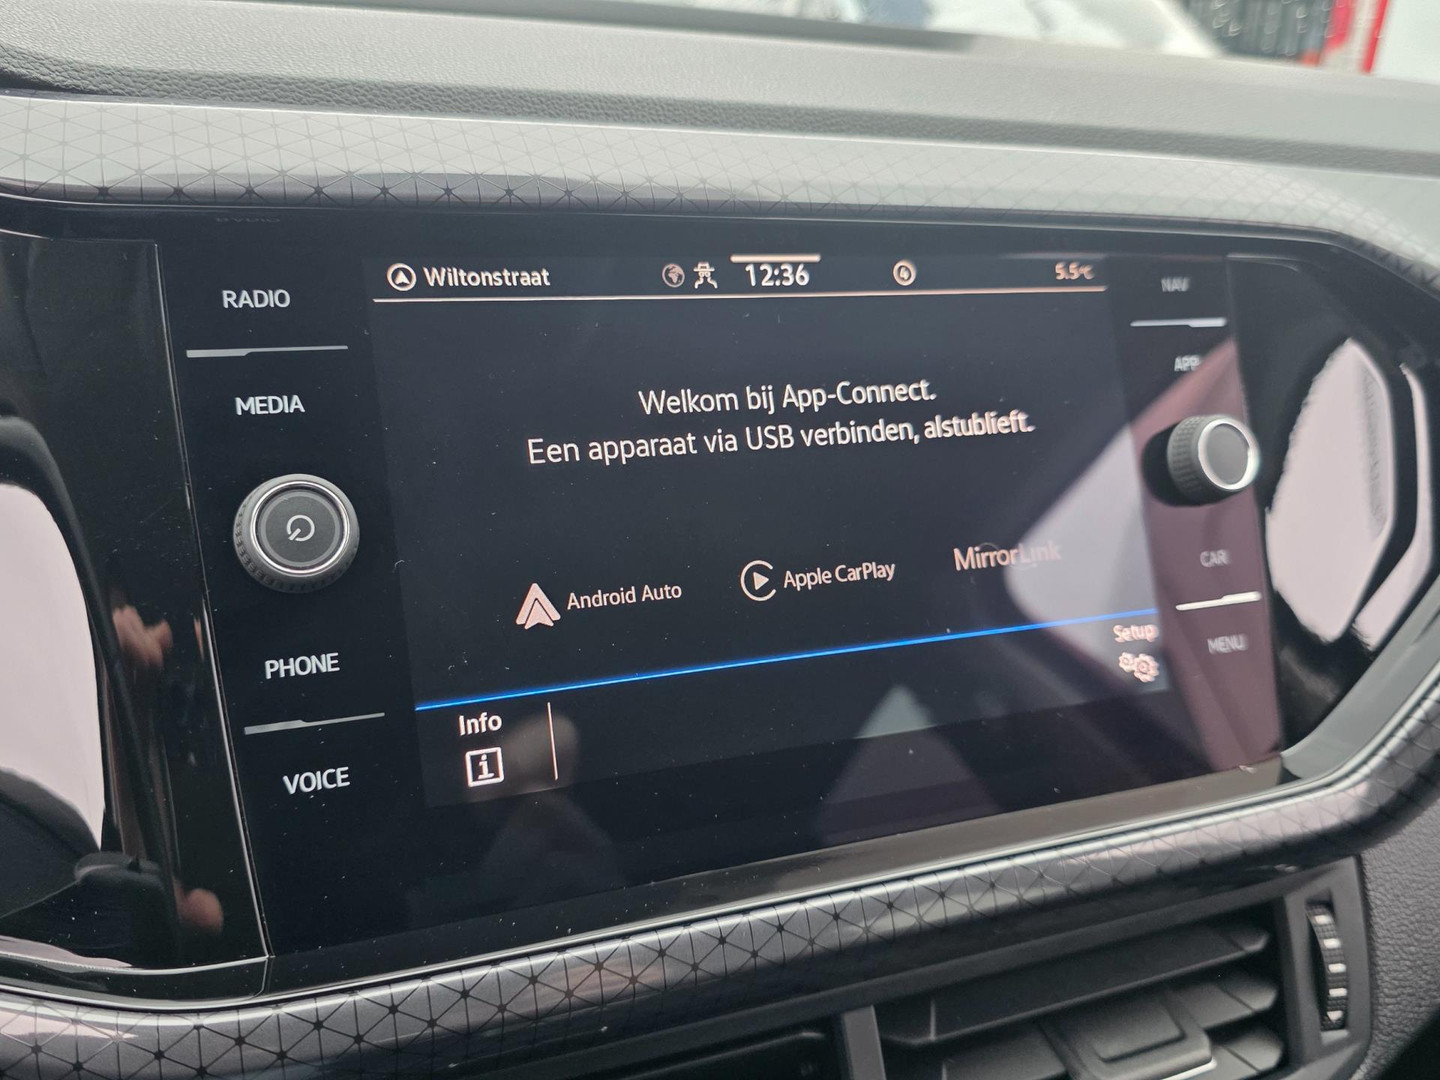 RADIO
MEDIA
PHONE
VOICE
Wiltonstraat
12:36
4
5.5°C
Welkom bij App-Connect.
Een apparaat via USB verbinden, alstublieft.
Android Auto
Apple CarPlay
MirrorLink
Setup
Info
i
NAV
APP
CAR
MENU